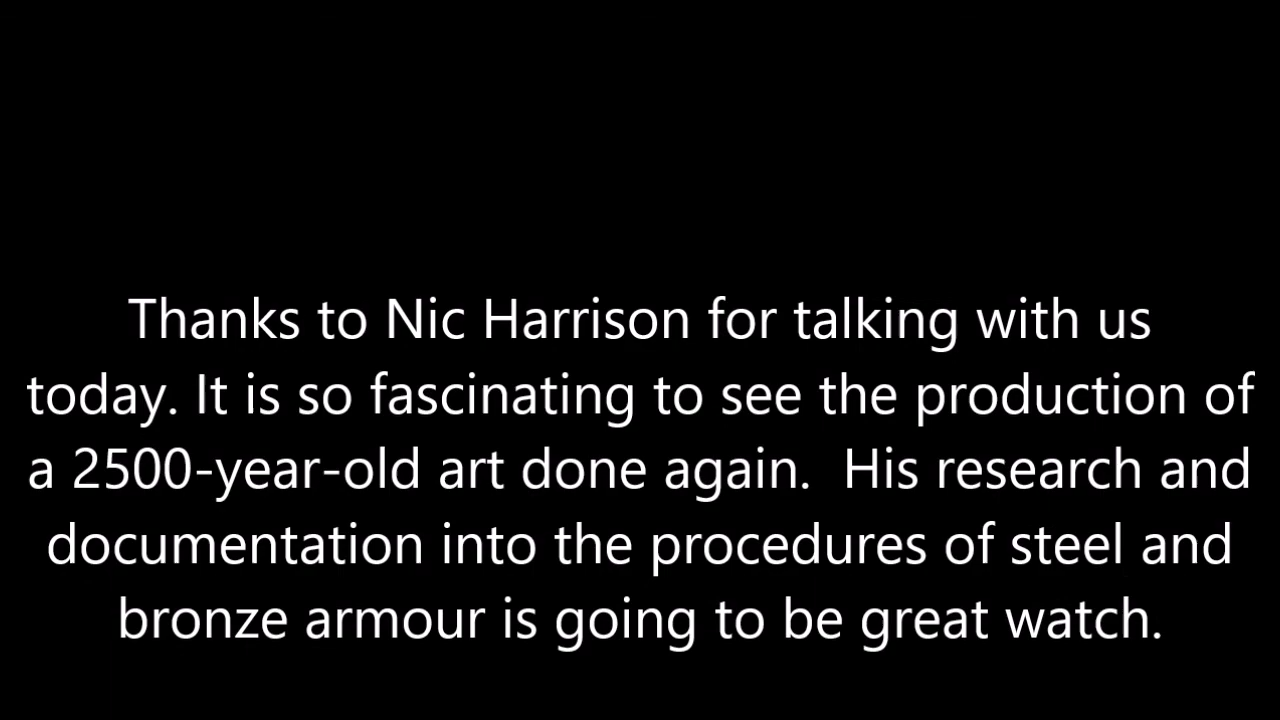 Thanks to Nic Harrison for talking with us
today. It is so fascinating to see the production of
a 2500-year-old art done again.  His research and
documentation into the procedures of steel and
bronze armour is going to be great watch.